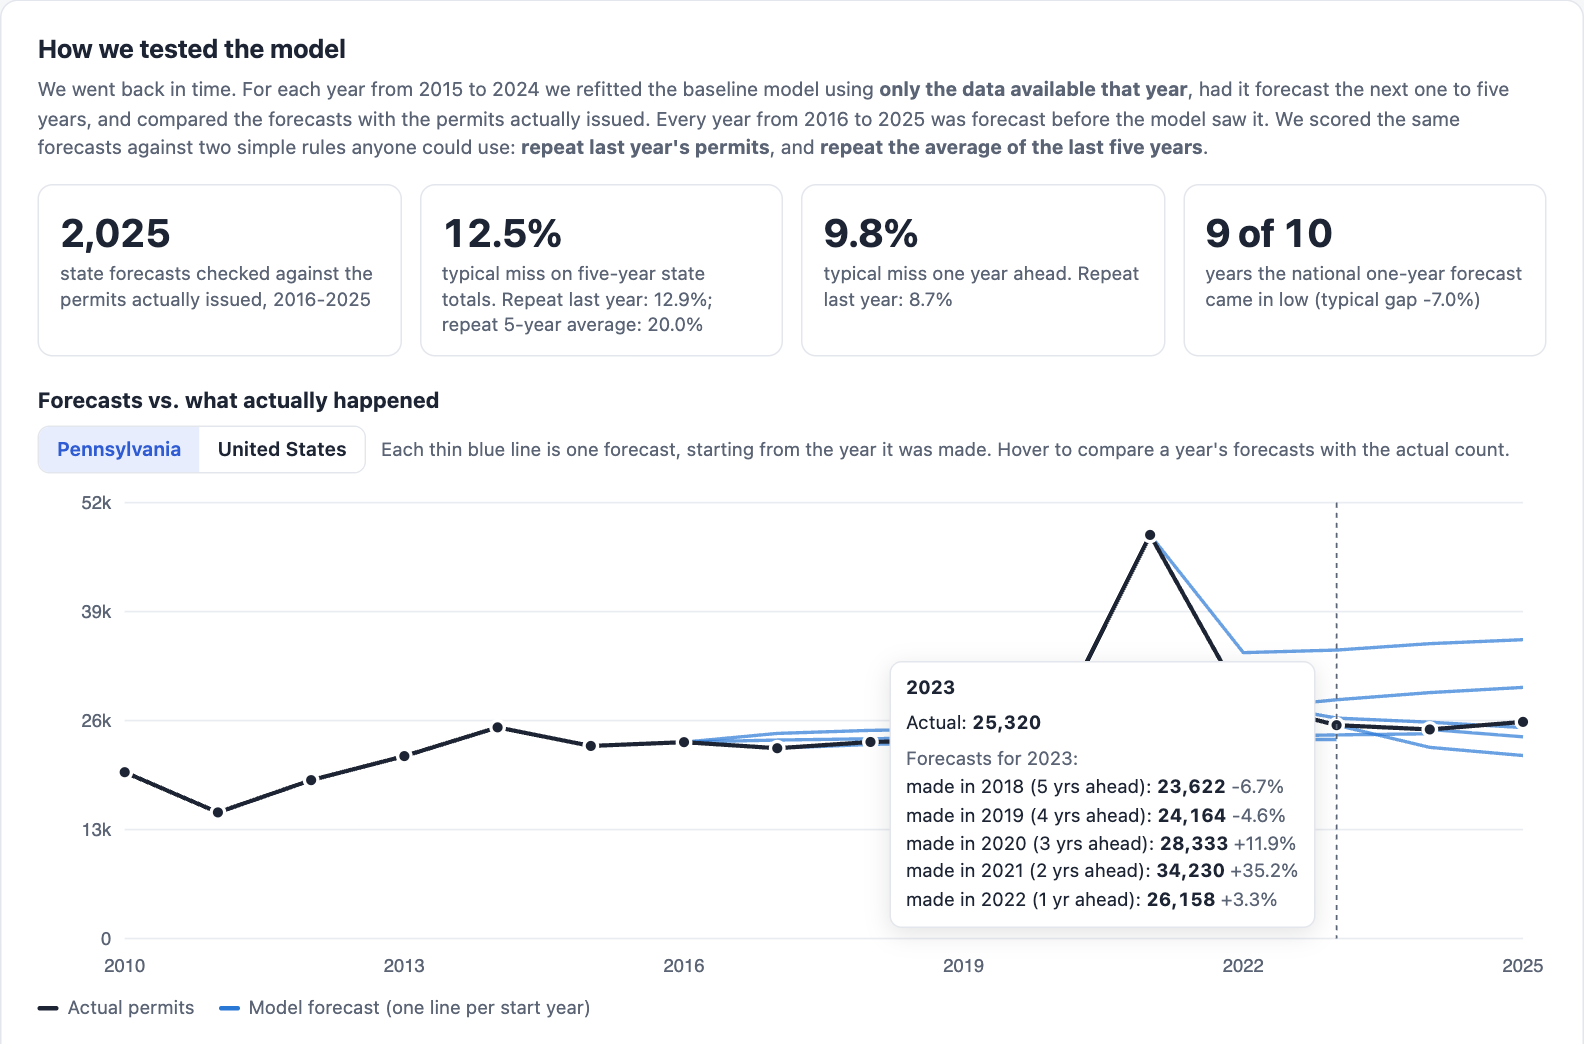 How we tested the model
We went back in time. For each year from 2015 to 2024 we refitted the baseline model using only the data available that year, had it forecast the next one to five
years, and compared the forecasts with the permits actually issued. Every year from 2016 to 2025 was forecast before the model saw it. We scored the same
forecasts against two simple rules anyone could use: repeat last year's permits, and repeat the average of the last five years.
2,025
state forecasts checked against the
permits actually issued, 2016-2025
12.5%
typical miss on five-year state
totals. Repeat last year: 12.9%;
repeat 5-year average: 20.0%
9.8%
typical miss one year ahead. Repeat
last year: 8.7%
9 of 10
years the national one-year forecast
came in low (typical gap -7.0%)
Forecasts vs. what actually happened
Pennsylvania United States Each thin blue line is one forecast, starting from the year it was made. Hover to compare a year's forecasts with the actual count.
52k
39k
26k
13k
0
2023
Actual: 25,320
Forecasts for 2023:
made in 2018 (5 yrs ahead): 23,622 -6.7%
made in 2019 (4 yrs ahead): 24,164 -4.6%
made in 2020 (3 yrs ahead): 28,333 +11.9%
made in 2021 (2 yrs ahead): 34,230 +35.2%
made in 2022 (1 yr ahead): 26,158 +3.3%
2010 2013 2016 2019 2022 2025
Actual permits Model forecast (one line per start year)